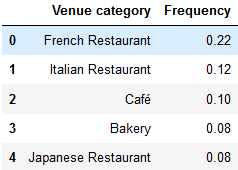 Venue category Frequency
0 French Restaurant 0.22
1 Italian Restaurant 0.12
2 Café 0.10
3 Bakery 0.08
4 Japanese Restaurant 0.08